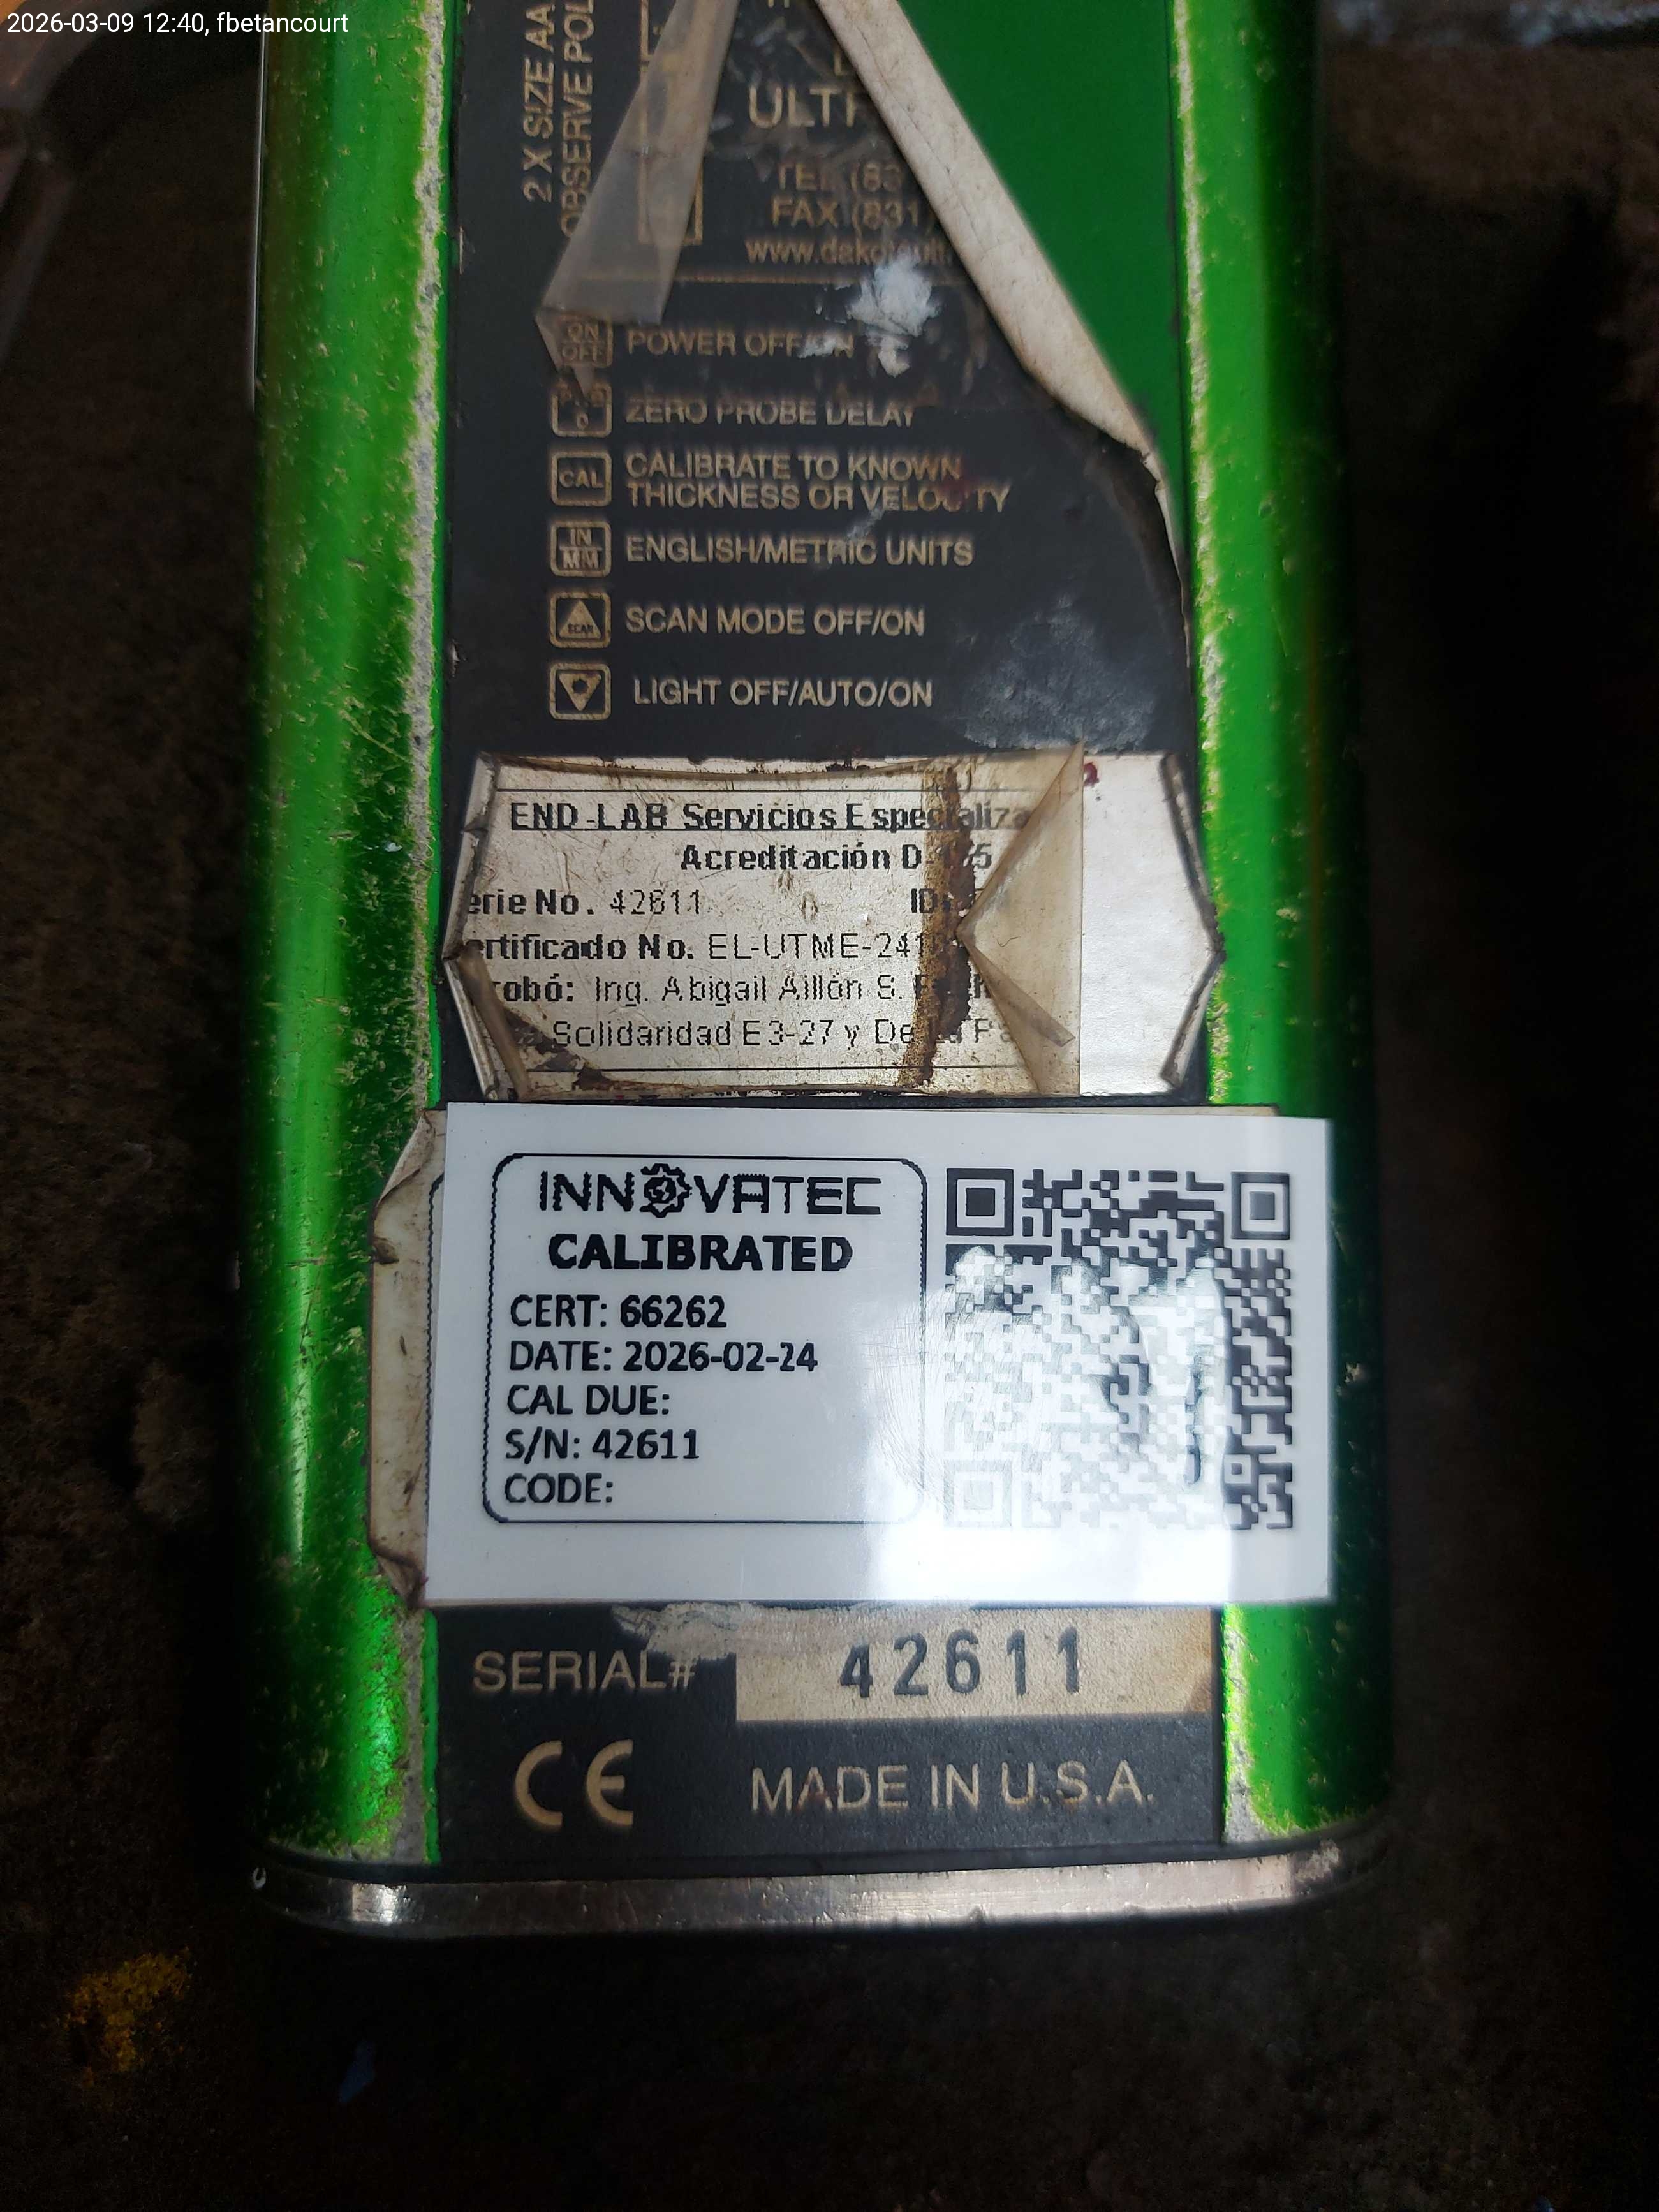 2026-03-09 12:40, fbetancourt
2 X SIZE AA
OBSERVE POL
ULTR
TEL (83
FAX (831)
ON
OFF
POWER OFF/ON
ZERO PROBE DELAY
CAL
CALIBRATE TO KNOWN
THICKNESS OR VELOCITY
IN
MM
ENGLISH/METRIC UNITS
SCAN MODE OFF/ON
LIGHT OFF/AUTO/ON
END-LAB Servicios Especializa
Acreditación
erie No. 42611
ertificado No. EL-UTME-241
robó: Ing. Abigail Aillón S.
Solidaridad E3-27 y De
INNOVATEC
CALIBRATED
CERT: 66262
DATE: 2026-02-24
CAL DUE:
S/N: 42611
CODE:
SERIAL# 42611
CE MADE IN U.S.A.